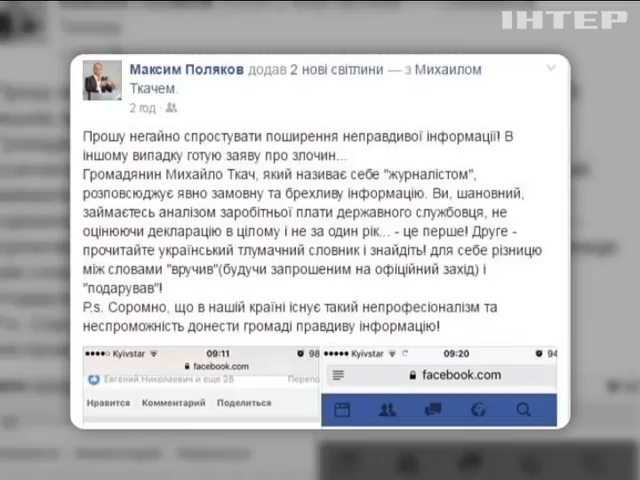 ІНТЕР
Максим Поляков додав 2 нові світлини — з Михаилом
Ткачем.
2 год ·
Прошу негайно спростувати поширення неправдивої інформації! В
іншому випадку готую заяву про злочин...
Громадянин Михайло Ткач, який називає себе "журналістом",
розповсюджує явно замовну та брехливу інформацію. Ви, шановний,
займаєтесь аналізом заробітньої плати державного службовця, не
оцінюючи декларацію в цілому і не за один рік... - це перше! Друге -
прочитайте український тлумачний словник і знайдіть! для себе різницю
між словами "вручив"(будучи запрошеним на офіційний захід) і
"подарував"!
P.s. Соромно, що в нашій країні існує такий непрофесіоналізм та
неспроможність донести громаді правдиву інформацію!
Kyivstar 09:11 98
facebook.com
Евгений Николаевич и еще 28
Нравится Комментарий Поделиться
Kyivstar 09:20 94
facebook.com